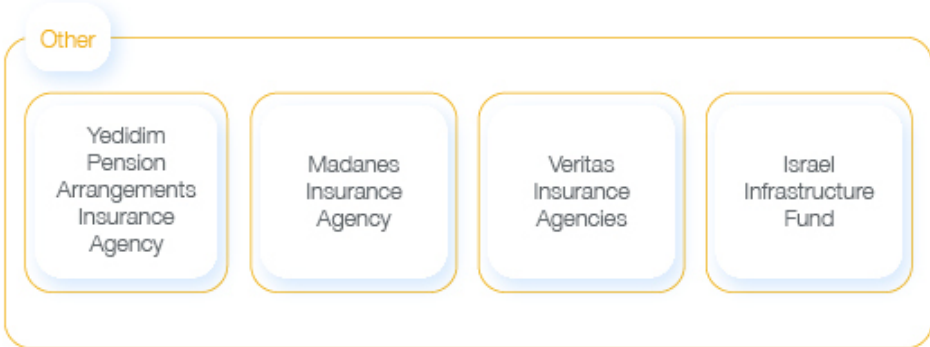 Other
Yedidim
Pension
Arrangements
Insurance
Agency
Madanes
Insurance
Agency
Veritas
Insurance
Agencies
Israel
Infrastructure
Fund